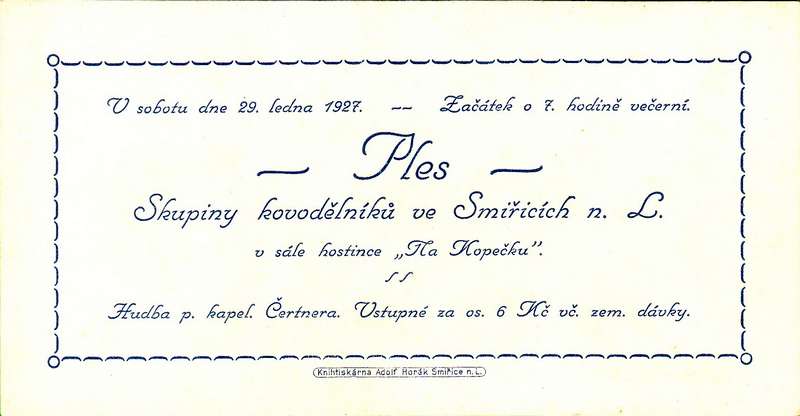 V sobotu dne 29. ledna 1927. –– Začátek o 7. hodině večerní.
— Ples —
Skupiny kovodělníků ve Smiřicích n. L.
v sále hostince „Na Kopečku”.
Hudba p. kapel. Čertnera. Vstupné za os. 6 Kč vč. zem. dávky.
Knihtiskárna Adolf Horák Smiřice n. L.